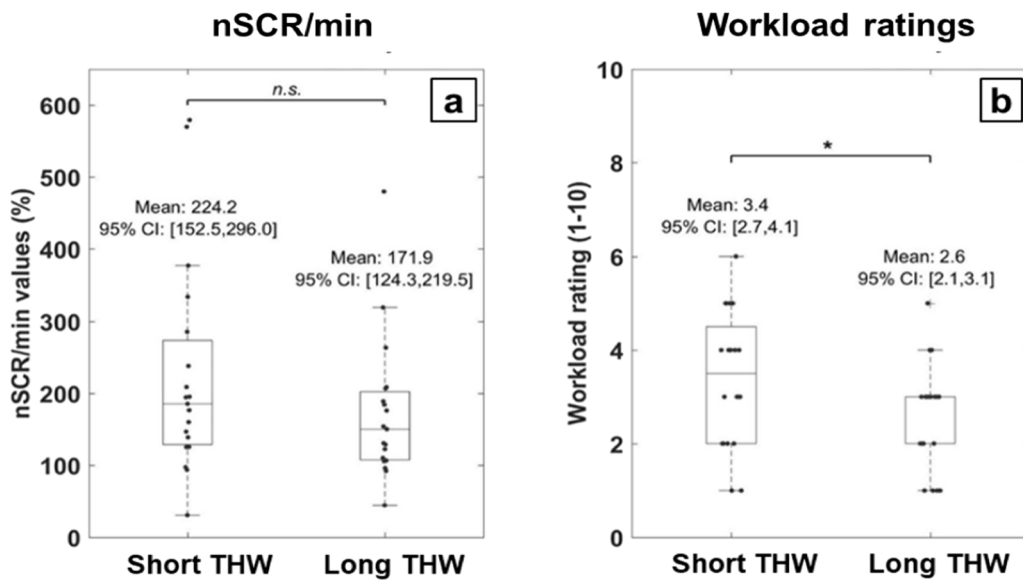 nSCR/min
a
n.s.
nSCR/min values (%)
600
500
400
300
200
100
0
Mean: 224.2
95% CI: [152.5,296.0]
Mean: 171.9
95% CI: [124.3,219.5]
Short THW
Long THW
Workload ratings
b
*
Workload rating (1-10)
10
8
6
4
2
0
Mean: 3.4
95% CI: [2.7,4.1]
Mean: 2.6
95% CI: [2.1,3.1]
Short THW
Long THW